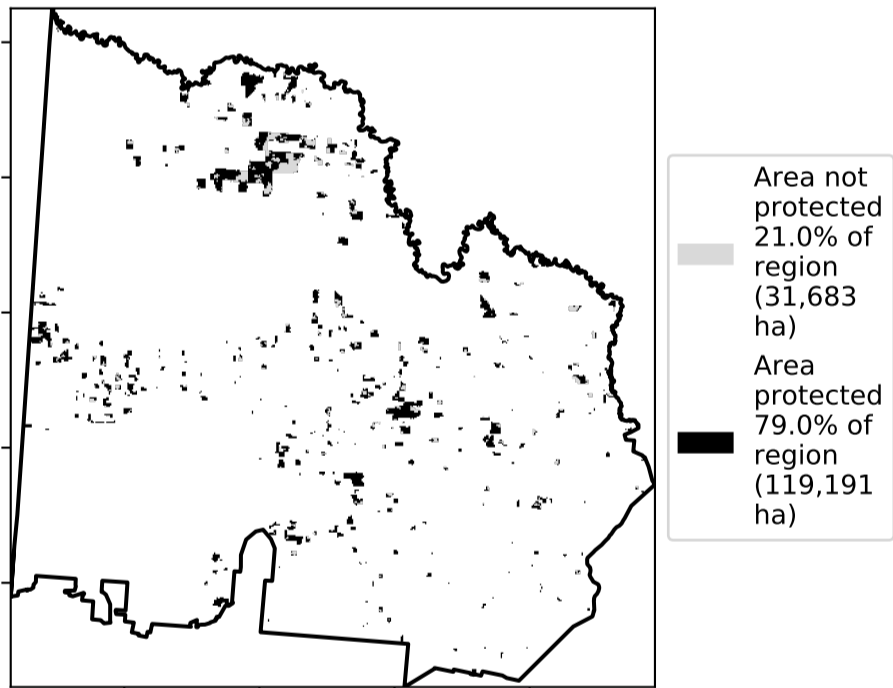 Area not
protected
21.0% of
region
(31,683
ha)
Area
protected
79.0% of
region
(119,191
ha)